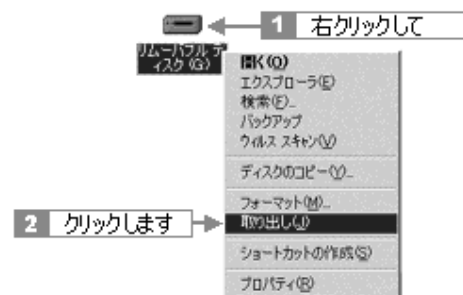 1 右クリックして
リムーバブル デ
ィスク (G)
開く(O)
エクスプローラ(E)
検索(F)...
バックアップ
ウィルス スキャン(V)
ディスクのコピー(Y)...
フォーマット(M)...
2 クリックします
取り出し(J)
ショートカットの作成(S)
プロパティ(R)